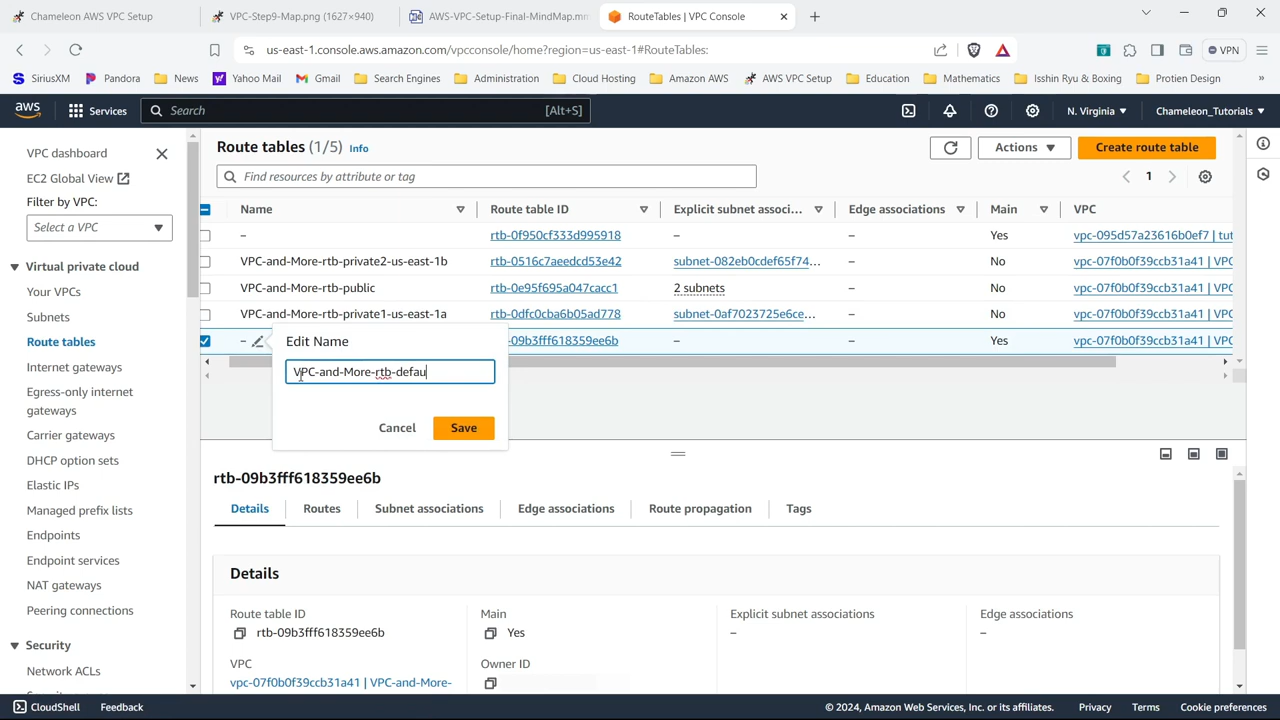 Chameleon AWS VPC Setup
VPC-Step9-Map.png (1627×940)
AWS-VPC-Setup-Final-MindMap.mm
RouteTables | VPC Console
us-east-1.console.aws.amazon.com/vpcconsole/home?region=us-east-1#RouteTables:
VPN
SiriusXM Pandora News Yahoo Mail Gmail Search Engines Administration Cloud Hosting Amazon AWS AWS VPC Setup Education Mathematics Isshin Ryu & Boxing Protien Design »
aws Services Search [Alt+S] N. Virginia Chameleon_Tutorials
VPC dashboard
EC2 Global View
Filter by VPC:
Select a VPC
Virtual private cloud
Your VPCs
Subnets
Route tables
Internet gateways
Egress-only internet
gateways
Carrier gateways
DHCP option sets
Elastic IPs
Managed prefix lists
Endpoints
Endpoint services
NAT gateways
Peering connections
Security
Network ACLs
Route tables (1/5) Info
Actions
Create route table
Find resources by attribute or tag
1
Name Route table ID Explicit subnet associ... Edge associations Main VPC
– rtb-0f950cf333d995918 – – Yes vpc-095d57a23616b0ef7 | tut
VPC-and-More-rtb-private2-us-east-1b rtb-0516c7aeedcd53e42 subnet-082eb0cdef65f74... – No vpc-07f0b0f39ccb31a41 | VPC
VPC-and-More-rtb-public rtb-0e95f695a047cacc1 2 subnets – No vpc-07f0b0f39ccb31a41 | VPC
VPC-and-More-rtb-private1-us-east-1a rtb-0dfc0cba6b05ad778 subnet-0af7023725e6ce... – No vpc-07f0b0f39ccb31a41 | VPC
– -09b3fff618359ee6b – – Yes vpc-07f0b0f39ccb31a41 | VPC
Edit Name
VPC-and-More-rtb-defau
Cancel Save
rtb-09b3fff618359ee6b
Details Routes Subnet associations Edge associations Route propagation Tags
Details
Route table ID
rtb-09b3fff618359ee6b
Main
Yes
Explicit subnet associations
–
Edge associations
–
VPC
vpc-07f0b0f39ccb31a41 | VPC-and-More-
Owner ID
CloudShell Feedback © 2024, Amazon Web Services, Inc. or its affiliates. Privacy Terms Cookie preferences